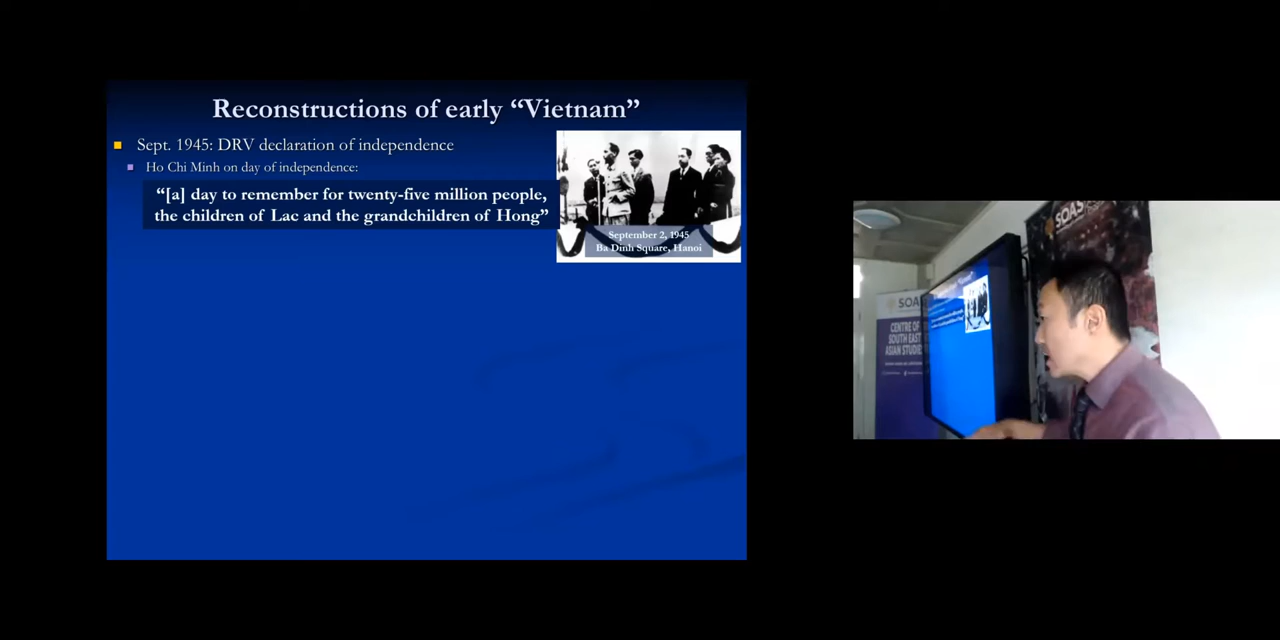 Reconstructions of early “Vietnam”
Sept. 1945: DRV declaration of independence
Ho Chi Minh on day of independence:
“[a] day to remember for twenty-five million people,
the children of Lac and the grandchildren of Hong”
September 2, 1945
Ba Dinh Square, Hanoi
SOAS
SOAS
CENTRE OF
SOUTH EAST
ASIAN STUDIES